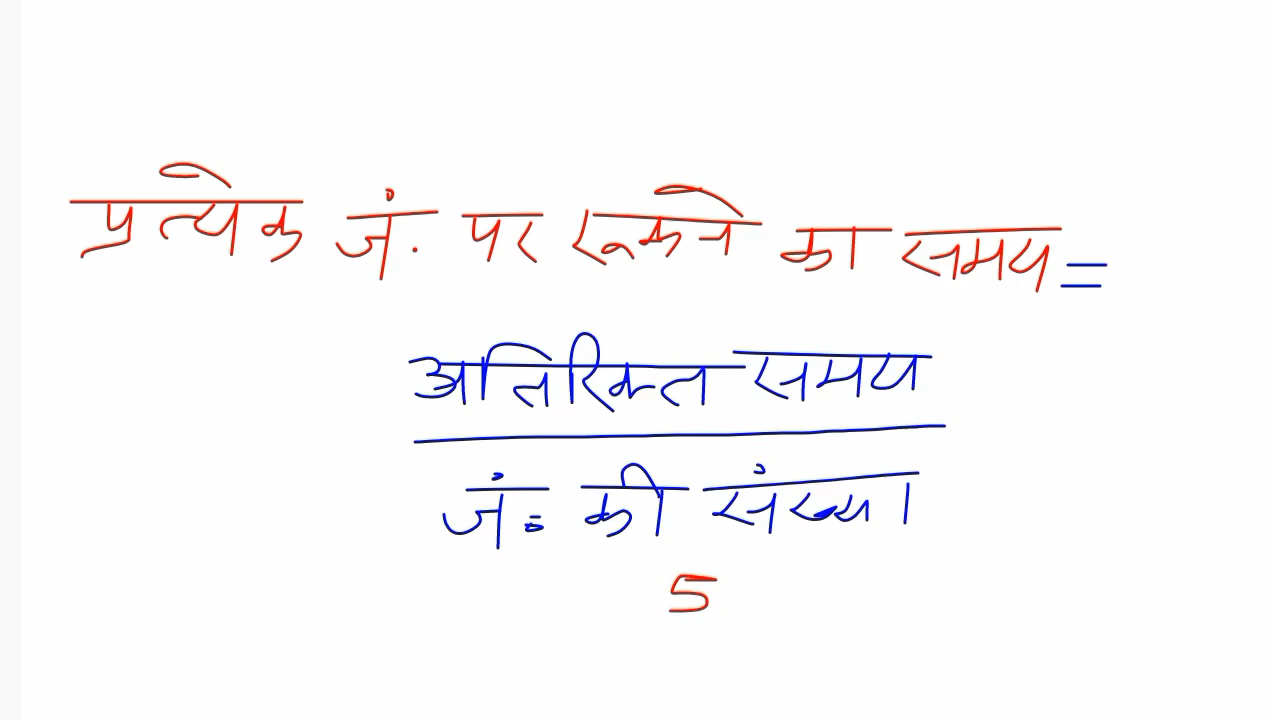 प्रत्येक जं. पर रूकने का समय =
अतिरिक्त समय
जं. की संख्या
5